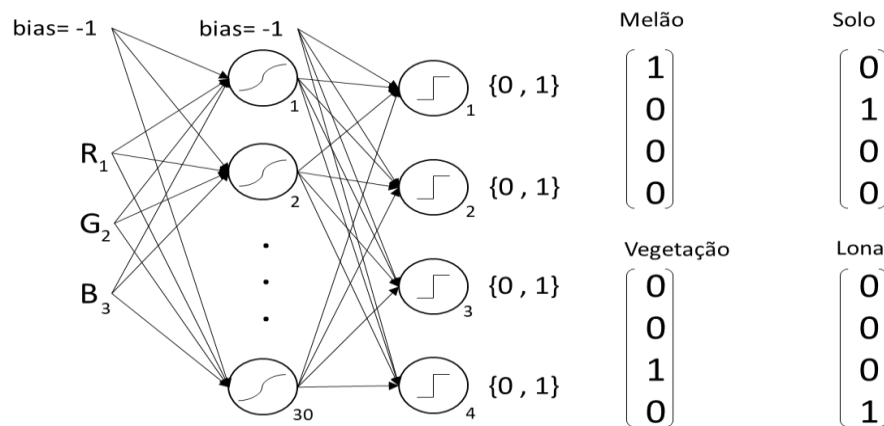 bias= -1
bias= -1
R1
G2
B3
1
2
30
1
2
3
4
{0 , 1}
{0 , 1}
{0 , 1}
{0 , 1}
Melão
1
0
0
0
Solo
0
1
0
0
Vegetação
0
0
1
0
Lona
0
0
0
1